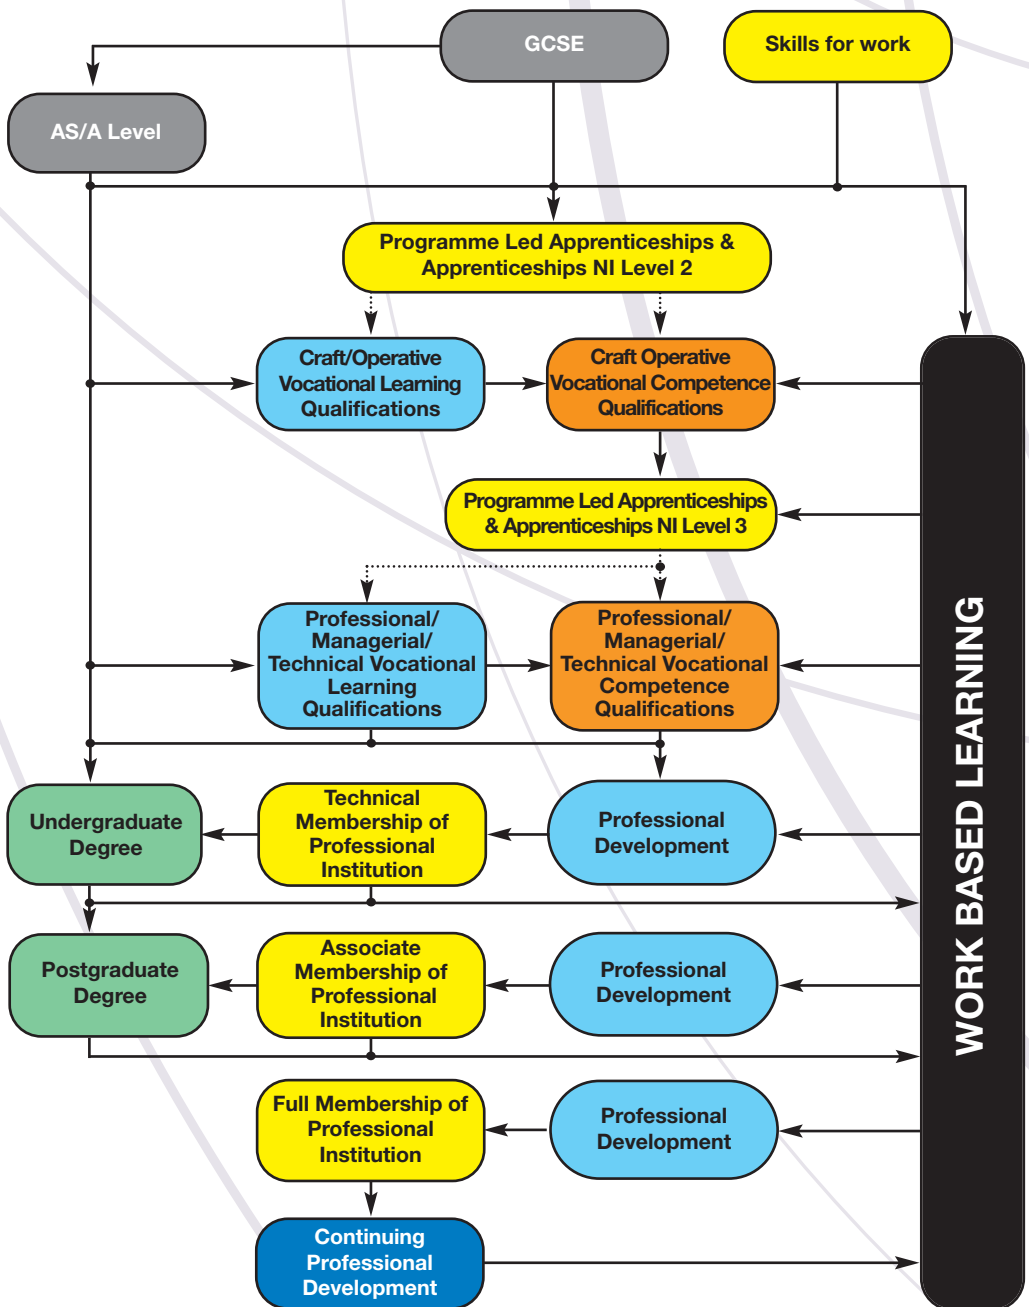 GCSE
Skills for work
AS/A Level
Programme Led Apprenticeships &
Apprenticeships NI Level 2
Craft/Operative
Vocational Learning
Qualifications
Craft Operative
Vocational Competence
Qualifications
Programme Led Apprenticeships
& Apprenticeships NI Level 3
Professional/
Managerial/
Technical Vocational
Learning
Qualifications
Professional/
Managerial/
Technical Vocational
Competence
Qualifications
Undergraduate
Degree
Technical
Membership of
Professional
Institution
Professional
Development
Postgraduate
Degree
Associate
Membership of
Professional
Institution
Professional
Development
Full Membership of
Professional
Institution
Professional
Development
Continuing
Professional
Development
WORK BASED LEARNING